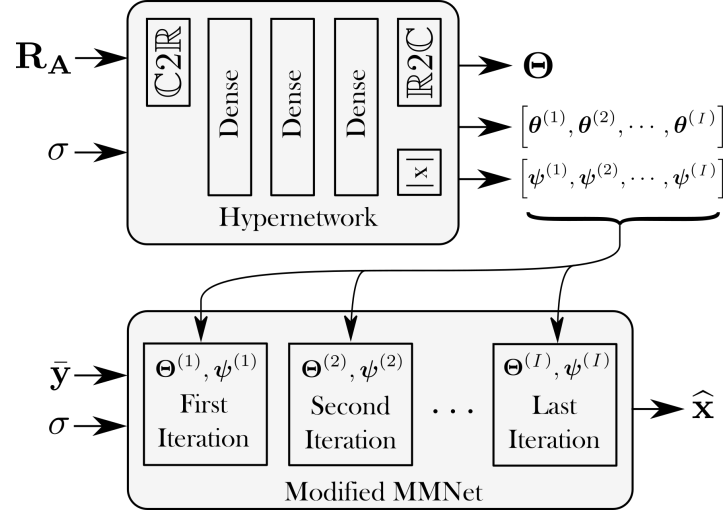 R_A
σ
ℂ2ℝ
Dense
Dense
Dense
ℝ2ℂ
|x|
Hypernetwork
Θ
[θ^(1), θ^(2), ⋯, θ^(I)]
[ψ^(1), ψ^(2), ⋯, ψ^(I)]
ȳ
σ
Θ^(1), ψ^(1)
First
Iteration
Θ^(2), ψ^(2)
Second
Iteration
...
Θ^(I), ψ^(I)
Last
Iteration
x̂
Modified MMNet